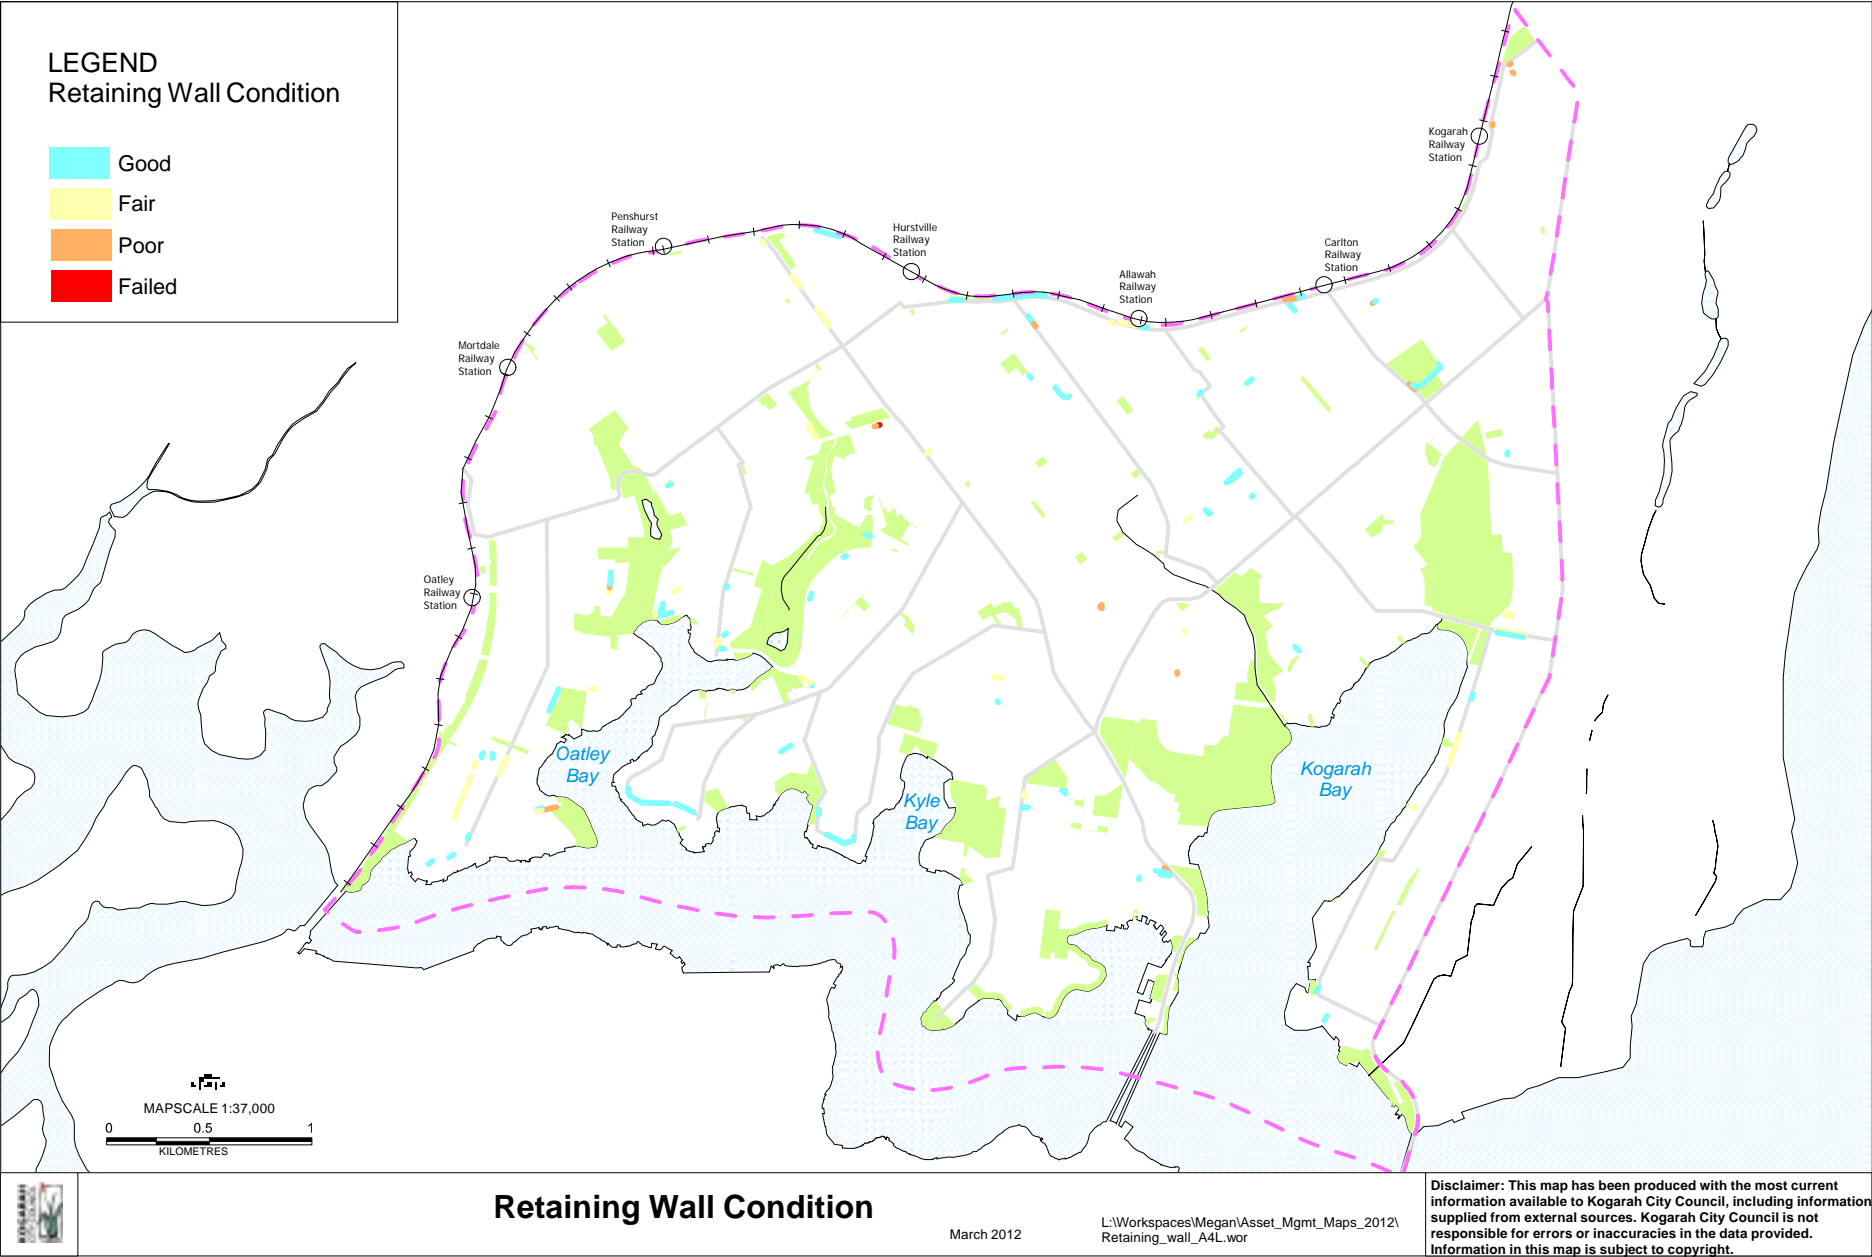 LEGEND
Retaining Wall Condition
Good
Fair
Poor
Failed
Kogarah
Railway
Station
Penshurst
Railway
Station
Hurstville
Railway
Station
Carlton
Railway
Station
Allawah
Railway
Station
Mortdale
Railway
Station
Oatley
Railway
Station
Oatley
Bay
Kyle
Bay
Kogarah
Bay
MAPSCALE 1:37,000
0 0.5 1
KILOMETRES
KOGARAH
Retaining Wall Condition
March 2012
L:\Workspaces\Megan\Asset_Mgmt_Maps_2012\
Retaining_wall_A4L.wor
Disclaimer: This map has been produced with the most current
information available to Kogarah City Council, including information
supplied from external sources. Kogarah City Council is not
responsible for errors or inaccuracies in the data provided.
Information in this map is subject to copyright.